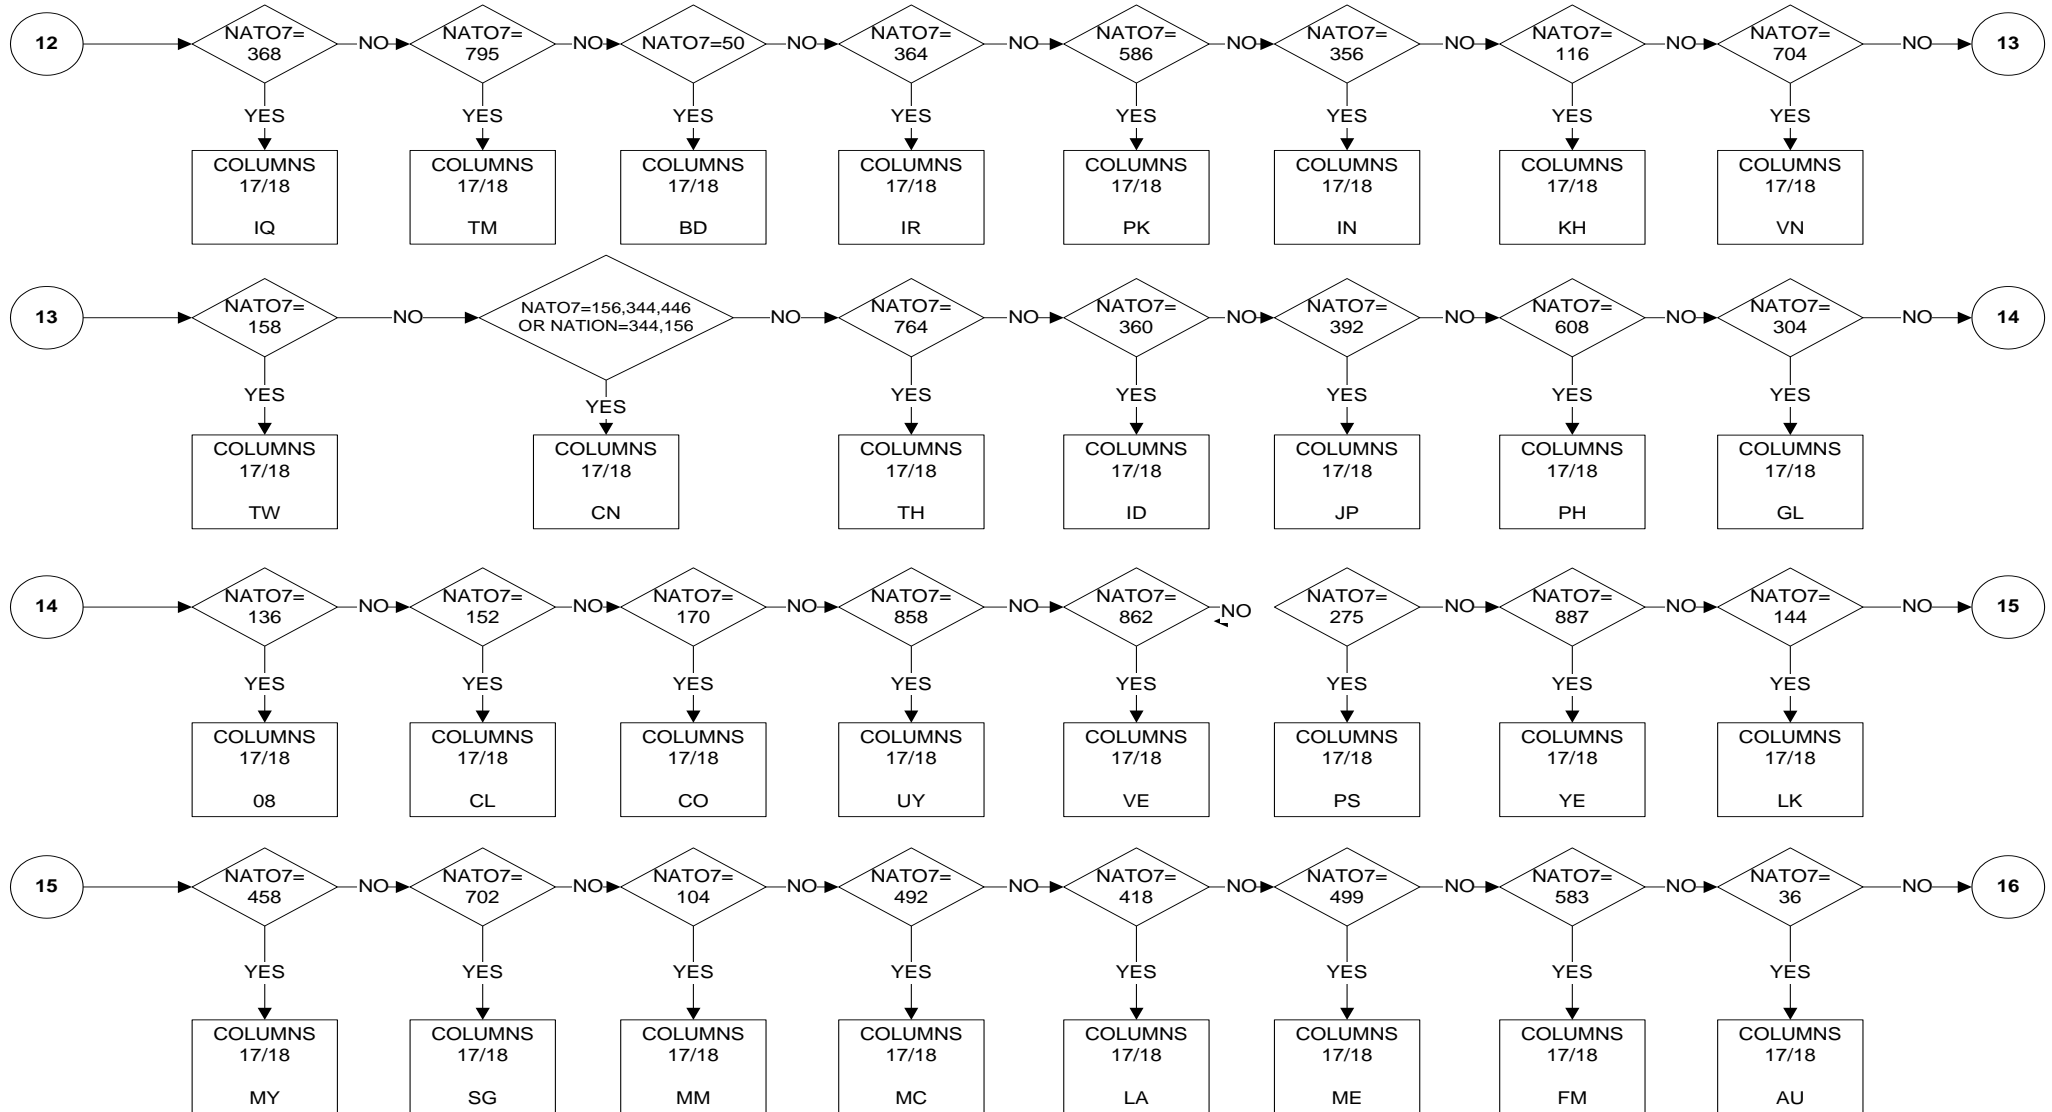 12
NATO7=
368
NO
NATO7=
795
NO
NATO7=50
NO
NATO7=
364
NO
NATO7=
586
NO
NATO7=
356
NO
NATO7=
116
NO
NATO7=
704
NO
13
YES
YES
YES
YES
YES
YES
YES
YES
COLUMNS
17/18
IQ
COLUMNS
17/18
TM
COLUMNS
17/18
BD
COLUMNS
17/18
IR
COLUMNS
17/18
PK
COLUMNS
17/18
IN
COLUMNS
17/18
KH
COLUMNS
17/18
VN
13
NATO7=
158
NO
NATO7=156,344,446
OR NATION=344,156
NO
NATO7=
764
NO
NATO7=
360
NO
NATO7=
392
NO
NATO7=
608
NO
NATO7=
304
NO
14
YES
YES
YES
YES
YES
YES
YES
COLUMNS
17/18
TW
COLUMNS
17/18
CN
COLUMNS
17/18
TH
COLUMNS
17/18
ID
COLUMNS
17/18
JP
COLUMNS
17/18
PH
COLUMNS
17/18
GL
14
NATO7=
136
NO
NATO7=
152
NO
NATO7=
170
NO
NATO7=
858
NO
NATO7=
862
NO
NATO7=
275
NO
NATO7=
887
NO
NATO7=
144
NO
15
YES
YES
YES
YES
YES
YES
YES
YES
COLUMNS
17/18
08
COLUMNS
17/18
CL
COLUMNS
17/18
CO
COLUMNS
17/18
UY
COLUMNS
17/18
VE
COLUMNS
17/18
PS
COLUMNS
17/18
YE
COLUMNS
17/18
LK
15
NATO7=
458
NO
NATO7=
702
NO
NATO7=
104
NO
NATO7=
492
NO
NATO7=
418
NO
NATO7=
499
NO
NATO7=
583
NO
NATO7=
36
NO
16
YES
YES
YES
YES
YES
YES
YES
YES
COLUMNS
17/18
MY
COLUMNS
17/18
SG
COLUMNS
17/18
MM
COLUMNS
17/18
MC
COLUMNS
17/18
LA
COLUMNS
17/18
ME
COLUMNS
17/18
FM
COLUMNS
17/18
AU